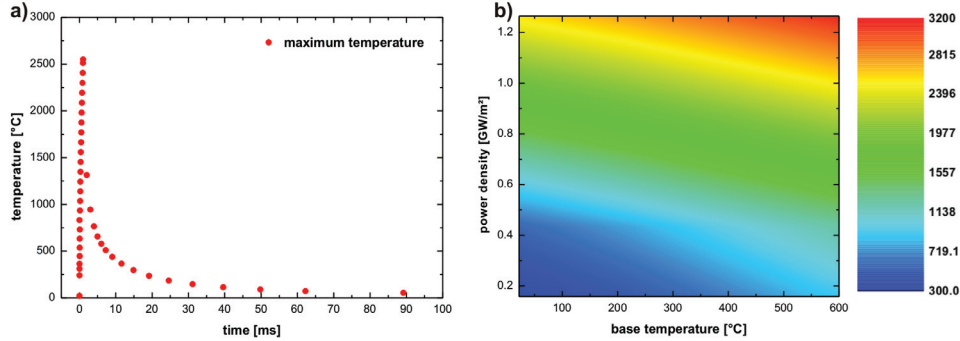 a)
maximum temperature
temperature [°C]
3000
2500
2000
1500
1000
500
0
0 10 20 30 40 50 60 70 80 90 100
time [ms]
b)
power density [GW/m²]
1.2
1.0
0.8
0.6
0.4
0.2
100 200 300 400 500 600
base temperature [°C]
3200
2815
2396
1977
1557
1138
719.1
300.0